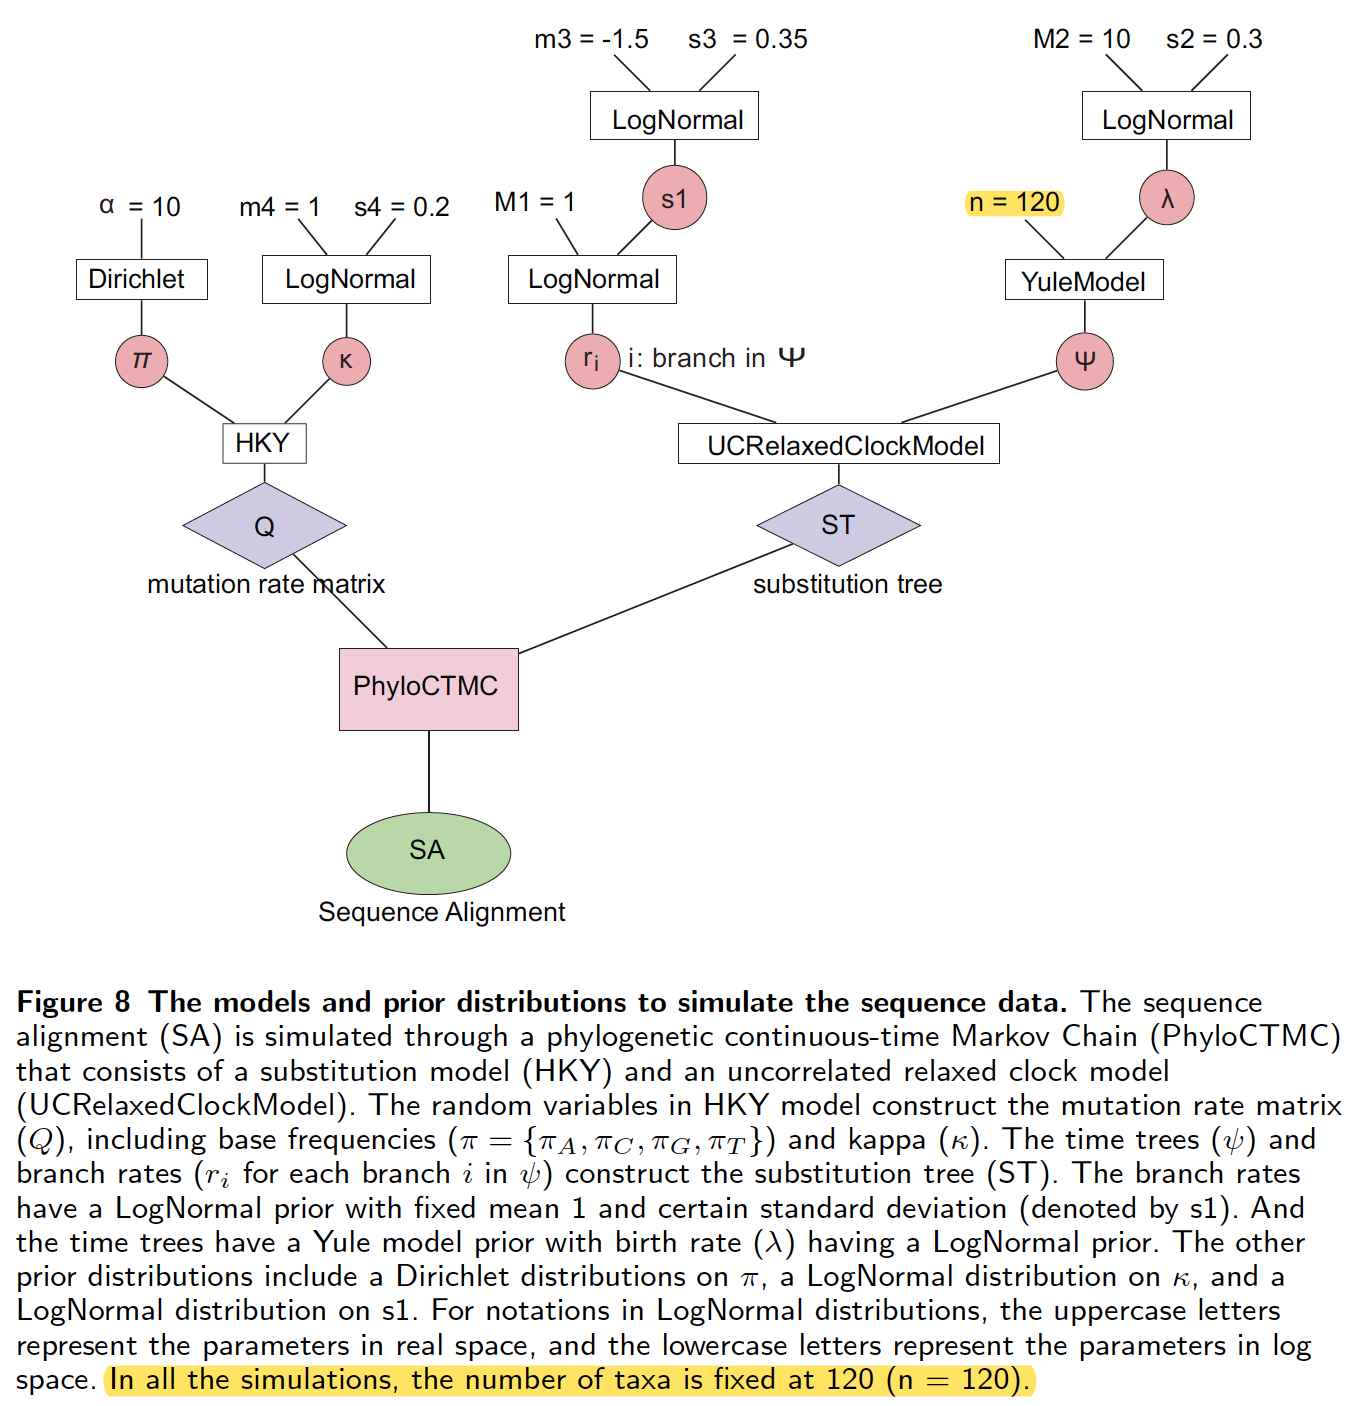 m3 = -1.5 s3 = 0.35 M2 = 10 s2 = 0.3
LogNormal LogNormal
α = 10 m4 = 1 s4 = 0.2 M1 = 1 s1 n = 120 λ
Dirichlet LogNormal LogNormal YuleModel
π κ ri i: branch in Ψ Ψ
HKY UCRelaxedClockModel
Q ST
mutation rate matrix substitution tree
PhyloCTMC
SA
Sequence Alignment
Figure 8 The models and prior distributions to simulate the sequence data. The sequence
alignment (SA) is simulated through a phylogenetic continuous-time Markov Chain (PhyloCTMC)
that consists of a substitution model (HKY) and an uncorrelated relaxed clock model
(UCRelaxedClockModel). The random variables in HKY model construct the mutation rate matrix
(Q), including base frequencies (π = {πA, πC, πG, πT}) and kappa (κ). The time trees (ψ) and
branch rates (ri for each branch i in ψ) construct the substitution tree (ST). The branch rates
have a LogNormal prior with fixed mean 1 and certain standard deviation (denoted by s1). And
the time trees have a Yule model prior with birth rate (λ) having a LogNormal prior. The other
prior distributions include a Dirichlet distributions on π, a LogNormal distribution on κ, and a
LogNormal distribution on s1. For notations in LogNormal distributions, the uppercase letters
represent the parameters in real space, and the lowercase letters represent the parameters in log
space. In all the simulations, the number of taxa is fixed at 120 (n = 120).